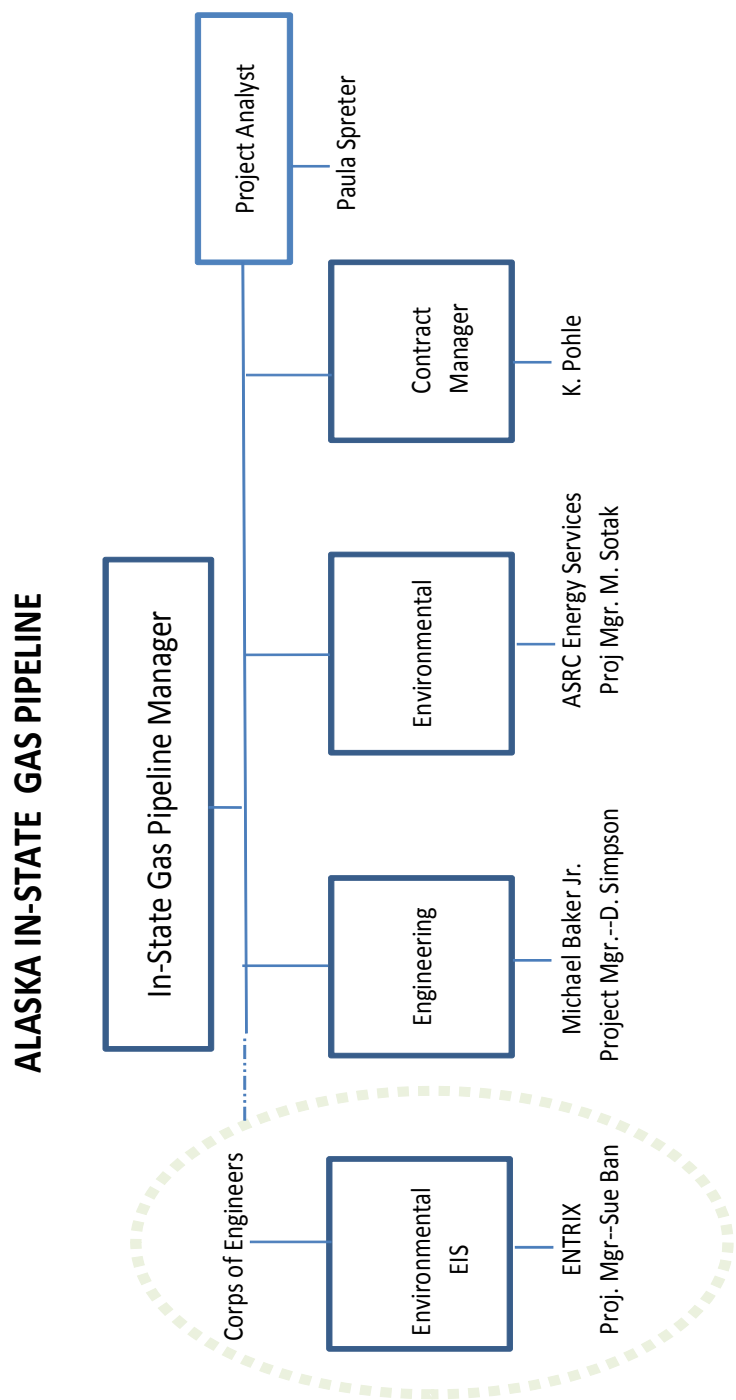 ALASKA IN-STATE GAS PIPELINE
In-State Gas Pipeline Manager
Project Analyst
Paula Spreter
Corps of Engineers
Environmental
EIS
ENTRIX
Proj. Mgr--Sue Ban
Engineering
Michael Baker Jr.
Project Mgr.--D. Simpson
Environmental
ASRC Energy Services
Proj Mgr. M. Sotak
Contract
Manager
K. Pohle